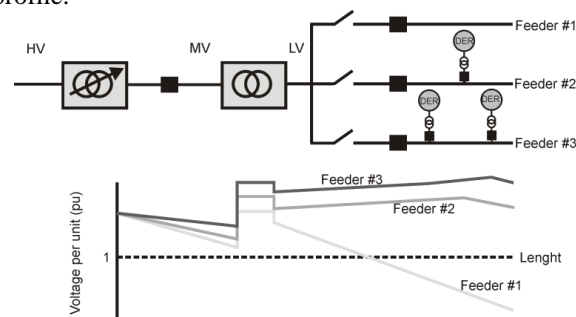 profile.
HV
MV
LV
Feeder #1
DER
Feeder #2
DER
DER
Feeder #3
Voltage per unit (pu)
Feeder #3
Feeder #2
1
Lenght
Feeder #1